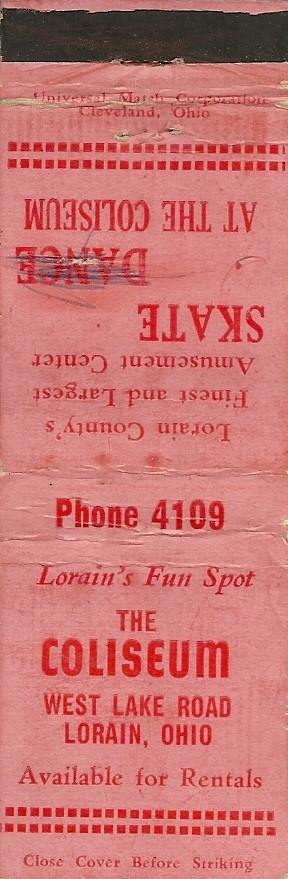 Universal Match Corporation
Cleveland, Ohio
Lorain County's
Finest and Largest
Amusement Center
SKATE
DANCE
AT THE COLISEUM
Phone 4109
Lorain's Fun Spot
THE
COLISEUM
WEST LAKE ROAD
LORAIN, OHIO
Available for Rentals
Close Cover Before Striking